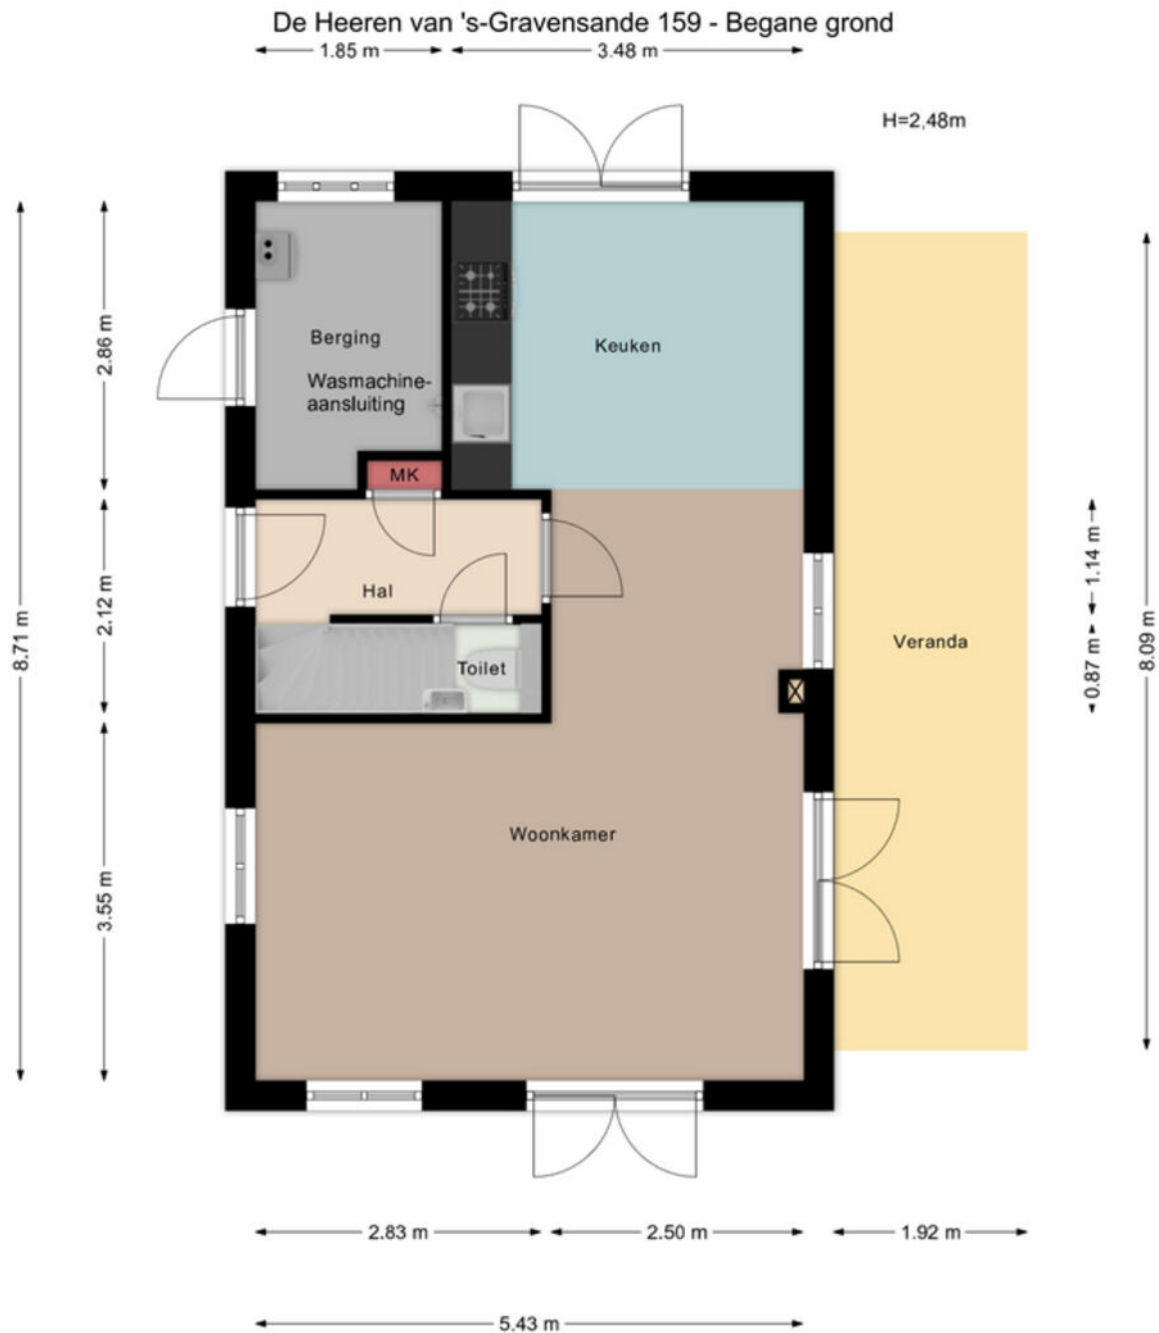 De Heeren van 's-Gravensande 159 - Begane grond
1.85 m
3.48 m
H=2,48m
Berging
Wasmachine-
aansluiting
Keuken
MK
Hal
Toilet
Veranda
Woonkamer
8.71 m
2.86 m
2.12 m
3.55 m
1.14 m
0.87 m
8.09 m
2.83 m
2.50 m
1.92 m
5.43 m